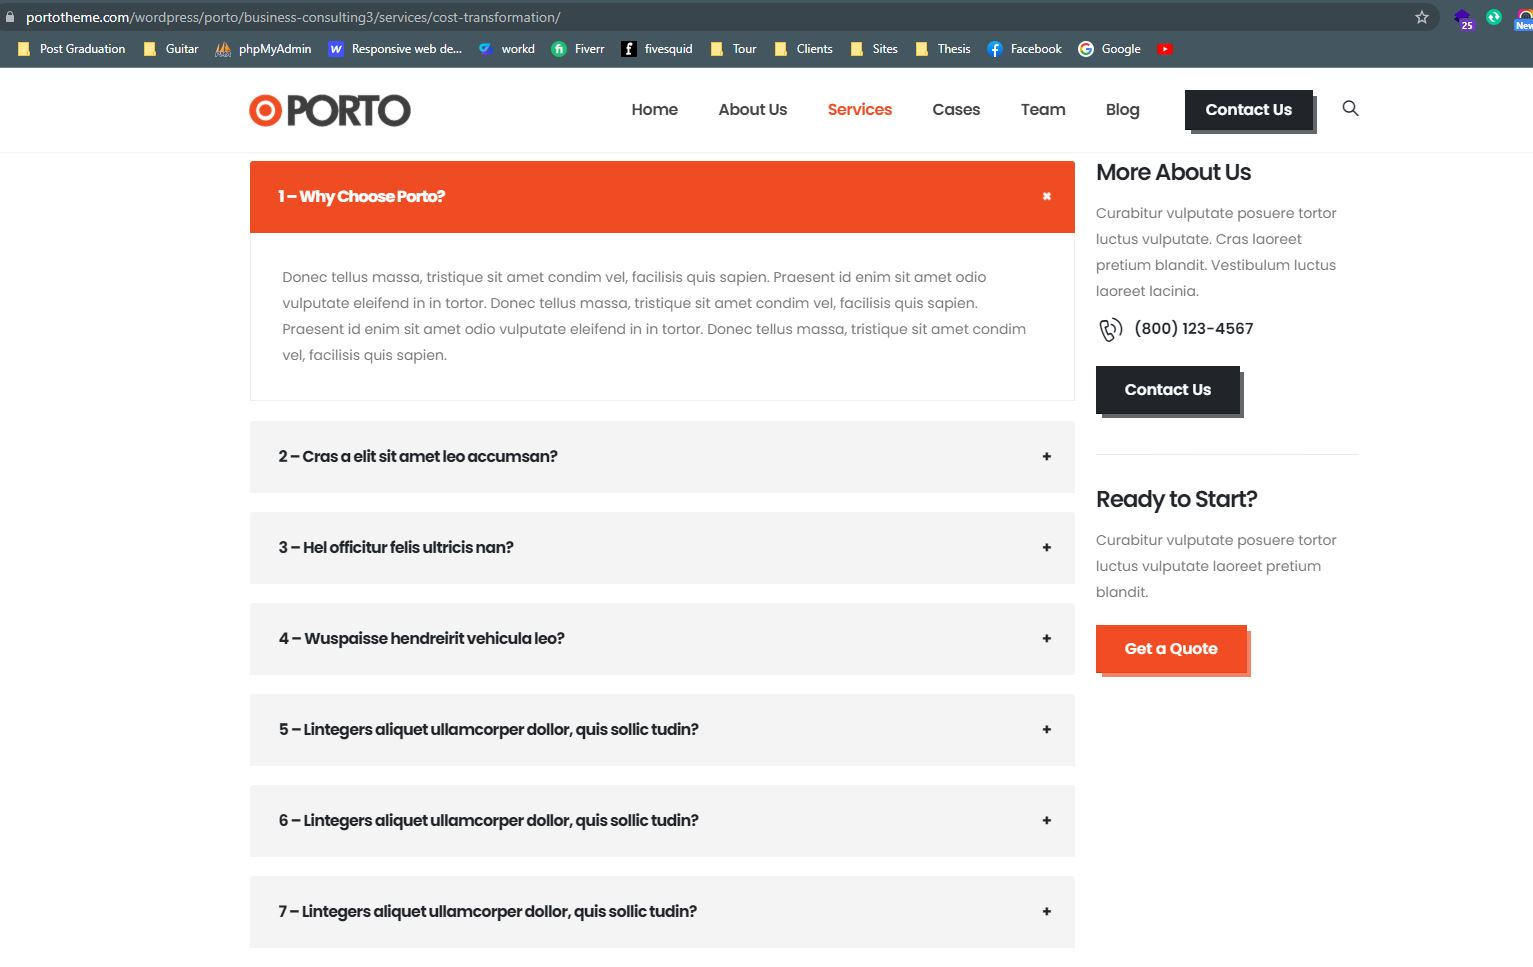 portotheme.com/wordpress/porto/business-consulting3/services/cost-transformation/
25
New
Post Graduation
Guitar
phpMyAdmin
W
Responsive web de...
workd
fi
Fiverr
f
fivesquid
Tour
Clients
Sites
Thesis
Facebook
Google
PORTO
Home
About Us
Services
Cases
Team
Blog
Contact Us
1 – Why Choose Porto?
Donec tellus massa, tristique sit amet condim vel, facilisis quis sapien. Praesent id enim sit amet odio
vulputate eleifend in in tortor. Donec tellus massa, tristique sit amet condim vel, facilisis quis sapien.
Praesent id enim sit amet odio vulputate eleifend in in tortor. Donec tellus massa, tristique sit amet condim
vel, facilisis quis sapien.
2 – Cras a elit sit amet leo accumsan?
+
3 – Hel officitur felis ultricis nan?
+
4 – Wuspaisse hendreirit vehicula leo?
+
5 – Lintegers aliquet ullamcorper dollor, quis sollic tudin?
+
6 – Lintegers aliquet ullamcorper dollor, quis sollic tudin?
+
7 – Lintegers aliquet ullamcorper dollor, quis sollic tudin?
+
More About Us
Curabitur vulputate posuere tortor
luctus vulputate. Cras laoreet
pretium blandit. Vestibulum luctus
laoreet lacinia.
(800) 123-4567
Contact Us
Ready to Start?
Curabitur vulputate posuere tortor
luctus vulputate laoreet pretium
blandit.
Get a Quote